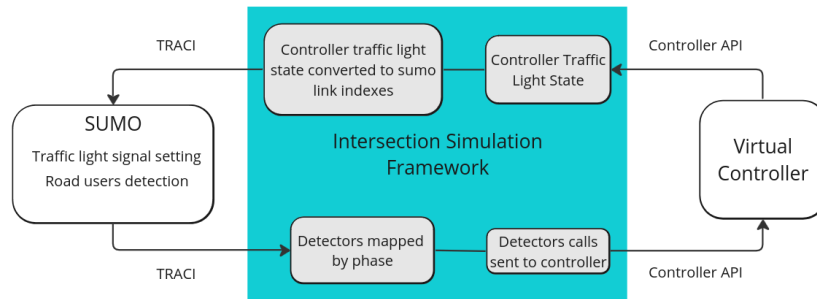 TRACI
Controller traffic light
state converted to sumo
link indexes
Controller Traffic
Light State
Controller API
SUMO
Traffic light signal setting
Road users detection
Intersection Simulation
Framework
Virtual
Controller
Detectors mapped
by phase
Detectors calls
sent to controller
TRACI
Controller API